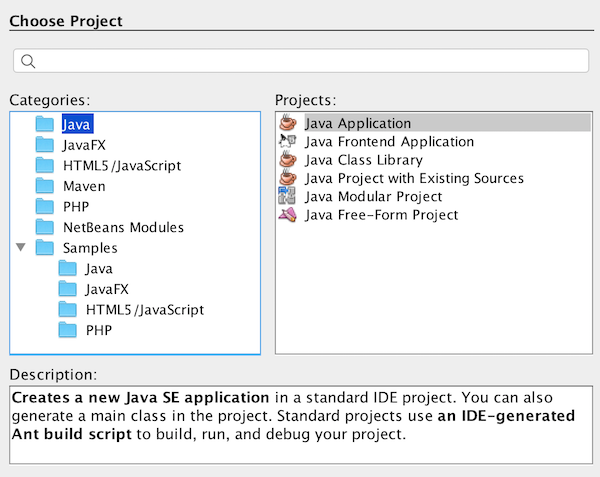 Choose Project
Categories:
Java
JavaFX
HTML5/JavaScript
Maven
PHP
NetBeans Modules
Samples
Java
JavaFX
HTML5/JavaScript
PHP
Projects:
Java Application
Java Frontend Application
Java Class Library
Java Project with Existing Sources
Java Modular Project
Java Free-Form Project
Description:
Creates a new Java SE application in a standard IDE project. You can also
generate a main class in the project. Standard projects use an IDE-generated
Ant build script to build, run, and debug your project.